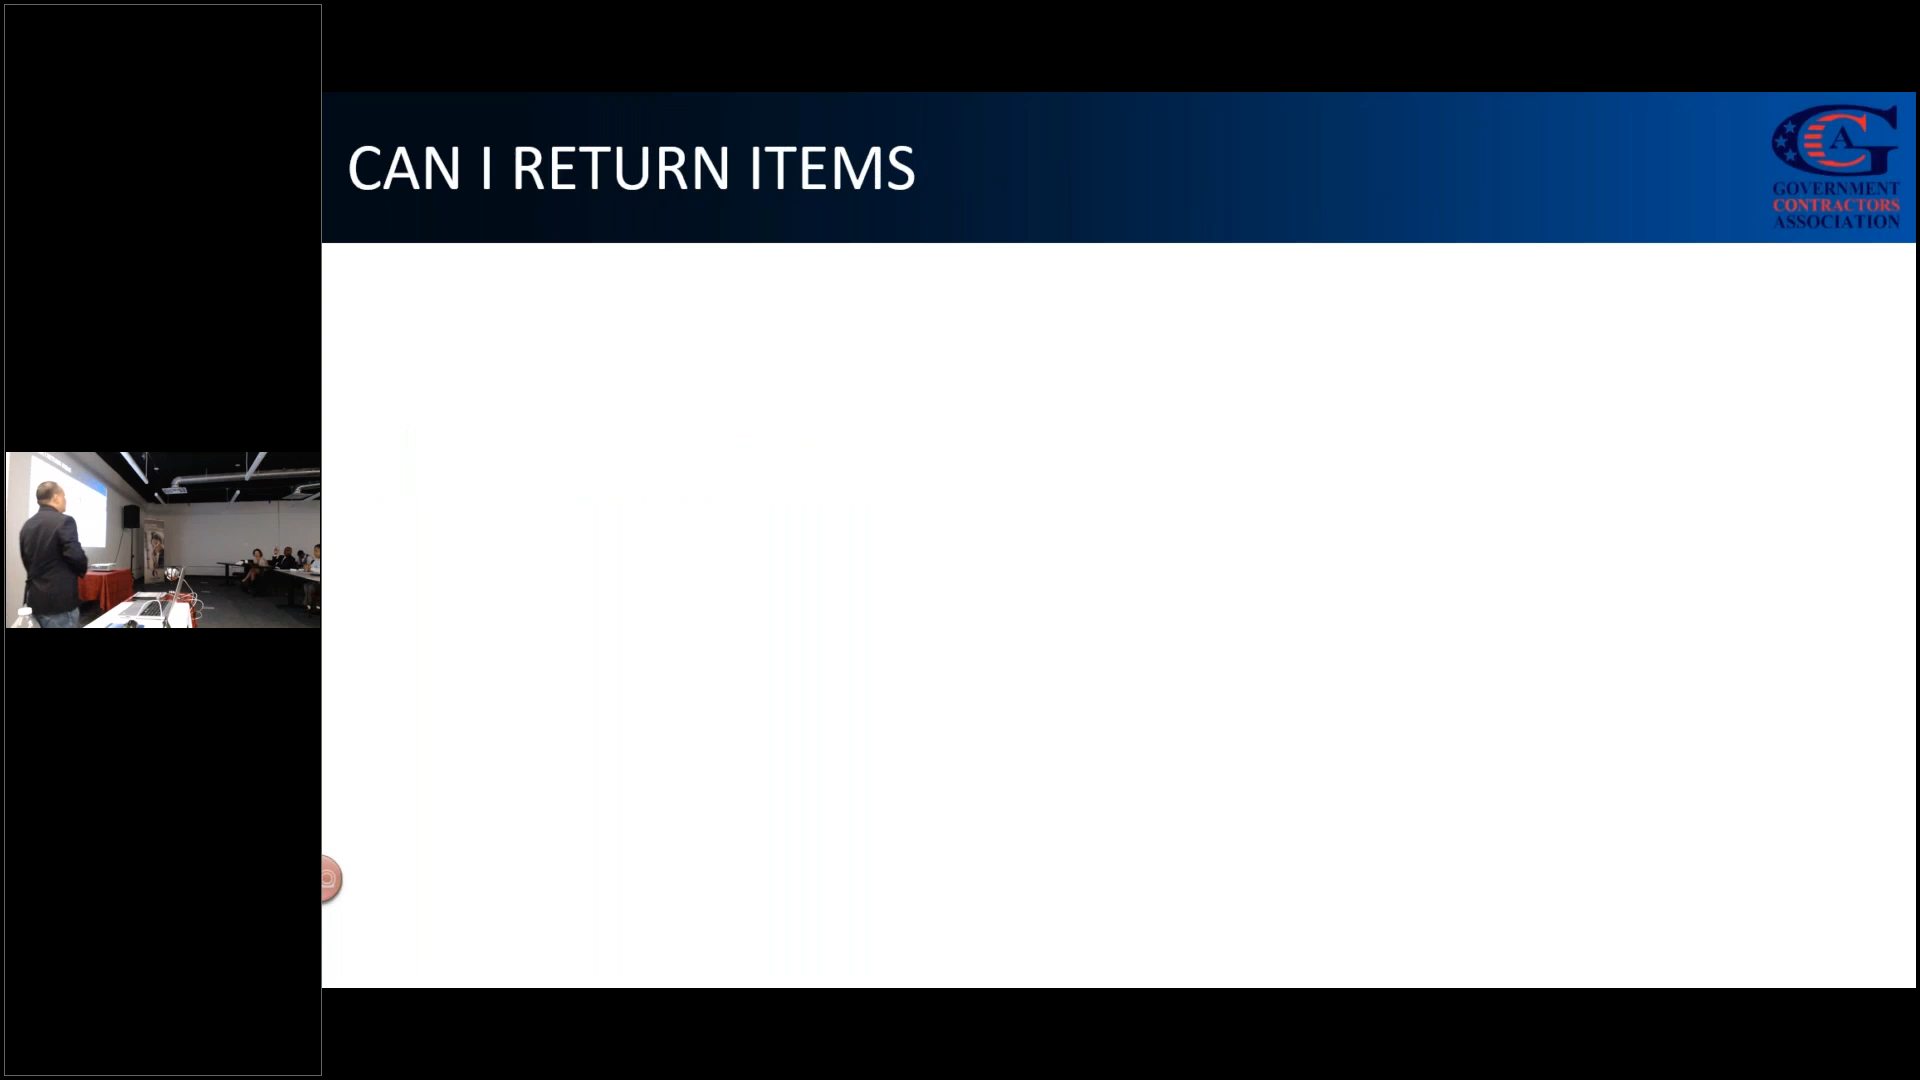 CAN I RETURN ITEMS
GOVERNMENT
CONTRACTORS
ASSOCIATION